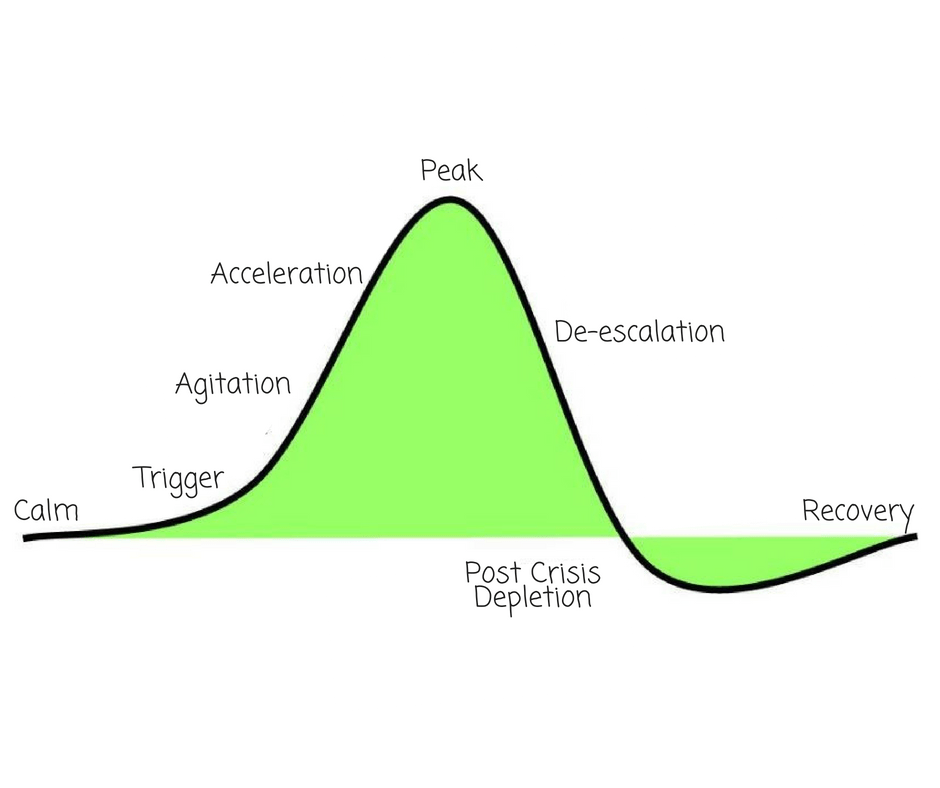 Peak
Acceleration
De-escalation
Agitation
Trigger
Calm
Recovery
Post Crisis
Depletion